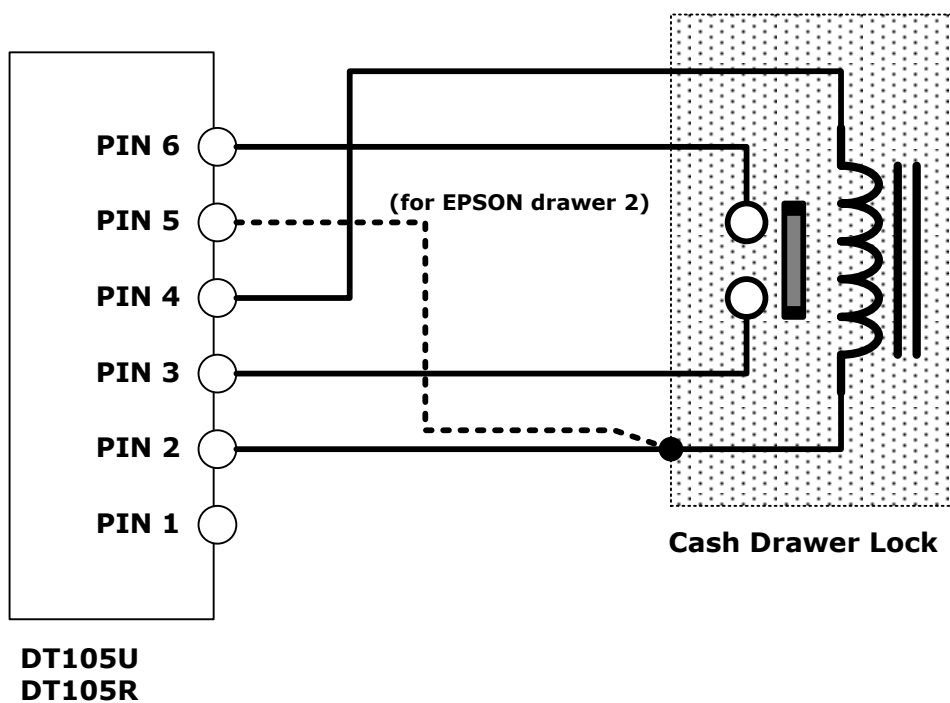 PIN 6
(for EPSON drawer 2)
PIN 5
PIN 4
PIN 3
PIN 2
PIN 1
Cash Drawer Lock
DT105U
DT105R